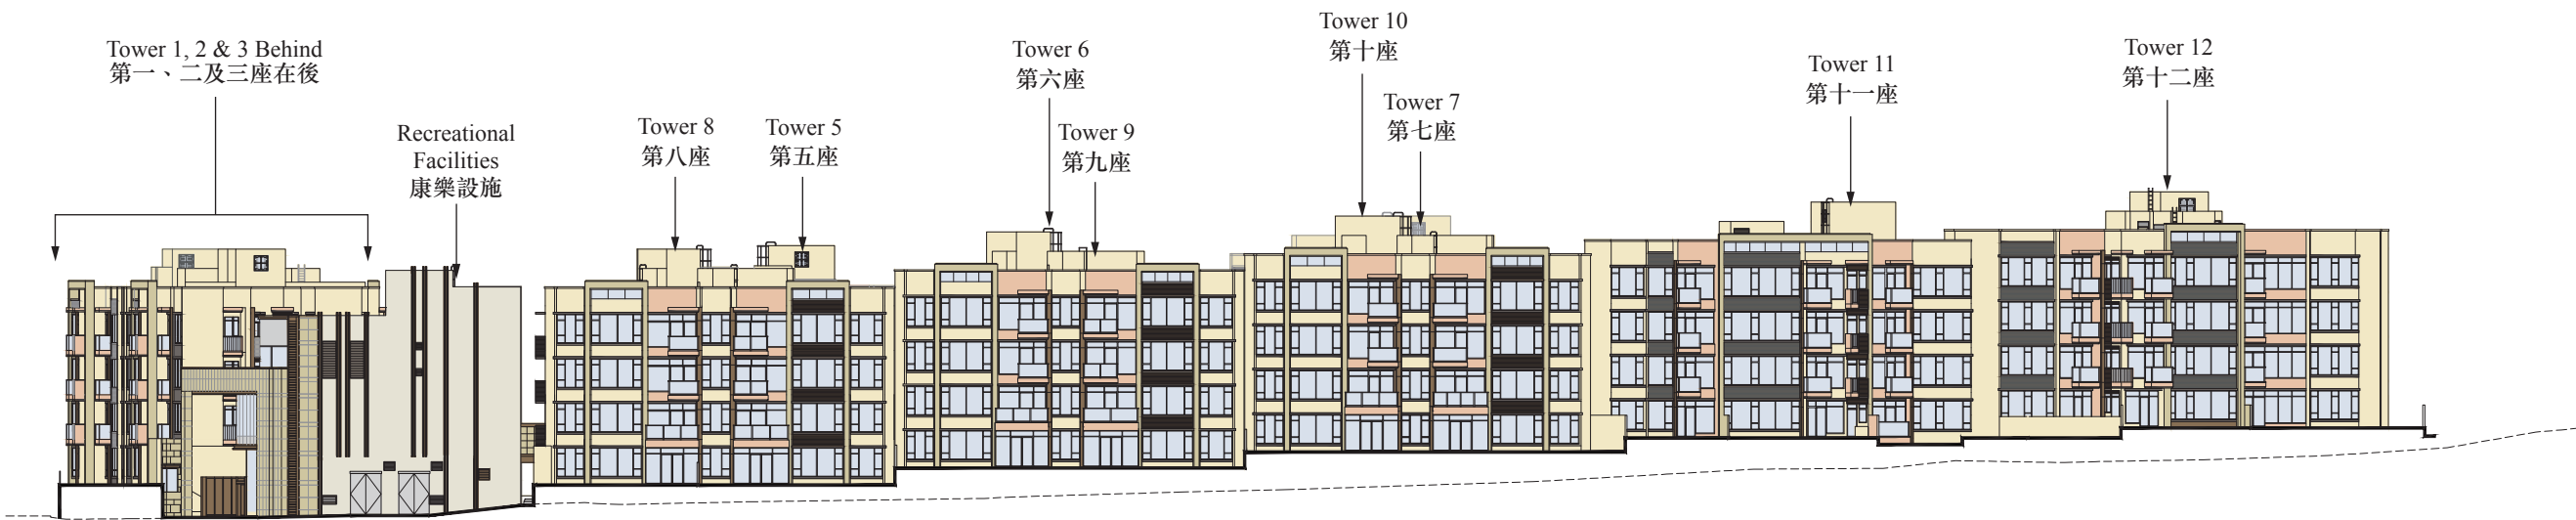 Tower 1, 2 & 3 Behind
第一、二及三座在後
Recreational
Facilities
康樂設施
Tower 8
第八座
Tower 5
第五座
Tower 6
第六座
Tower 9
第九座
Tower 10
第十座
Tower 7
第七座
Tower 11
第十一座
Tower 12
第十二座